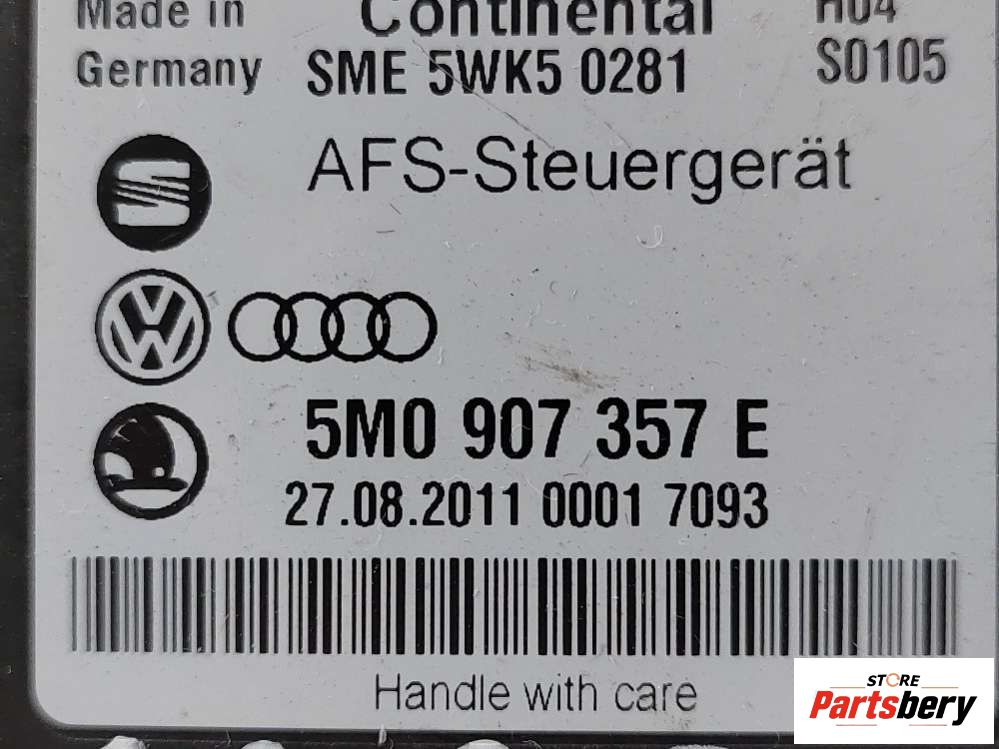 Made in Continental H04
Germany SME 5WK5 0281 S0105
AFS-Steuergerät
5M0 907 357 E
27.08.2011 0001 7093
Handle with care
STORE
Partsbery